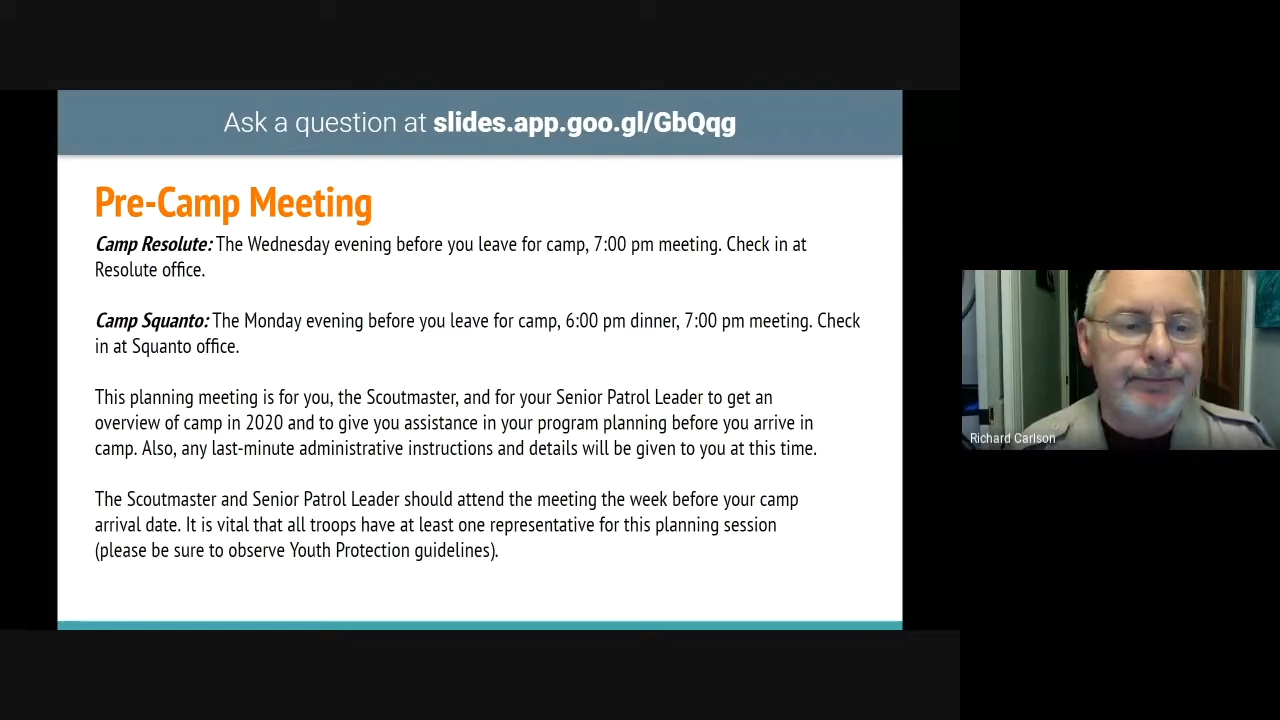 Ask a question at slides.app.goo.gl/GbQqg
Pre-Camp Meeting
Camp Resolute: The Wednesday evening before you leave for camp, 7:00 pm meeting. Check in at
Resolute office.
Camp Squanto: The Monday evening before you leave for camp, 6:00 pm dinner, 7:00 pm meeting. Check
in at Squanto office.
This planning meeting is for you, the Scoutmaster, and for your Senior Patrol Leader to get an
overview of camp in 2020 and to give you assistance in your program planning before you arrive in
camp. Also, any last-minute administrative instructions and details will be given to you at this time.
The Scoutmaster and Senior Patrol Leader should attend the meeting the week before your camp
arrival date. It is vital that all troops have at least one representative for this planning session
(please be sure to observe Youth Protection guidelines).
Richard Carlson